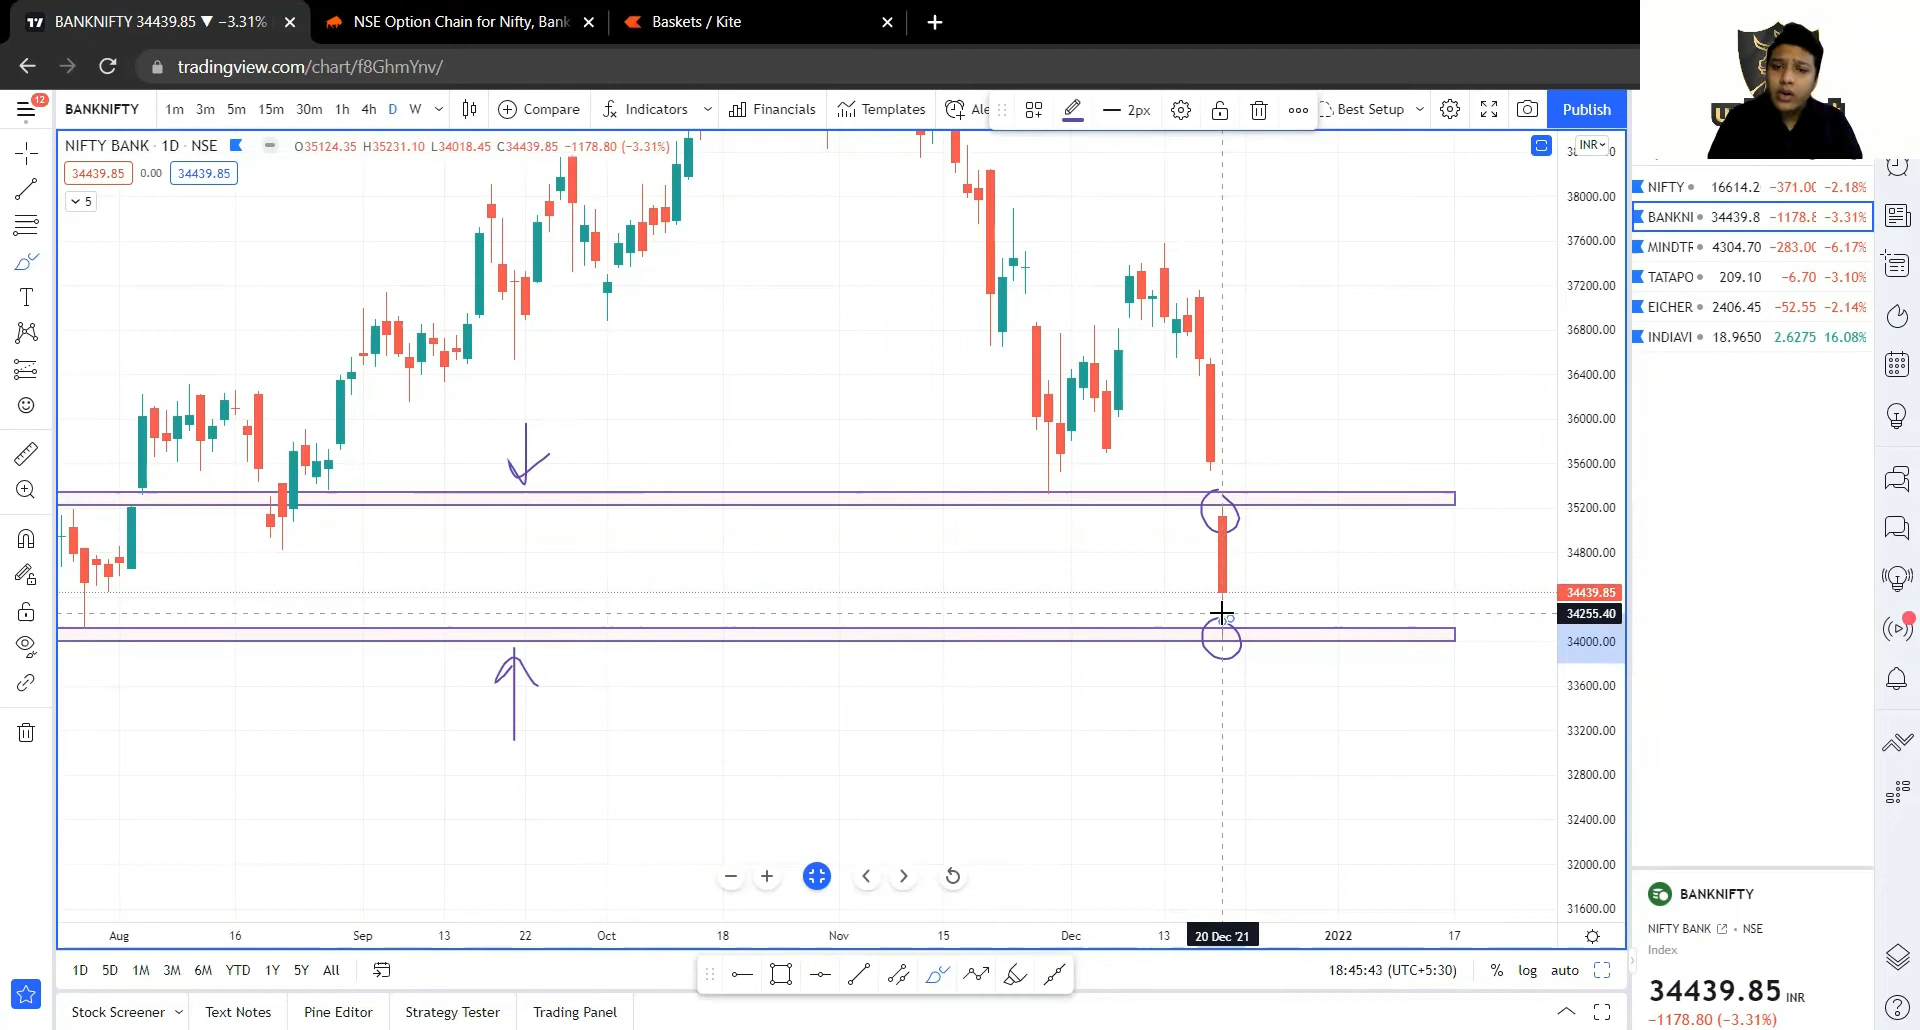 BANKNIFTY 34439.85 ▼ −3.31%
NSE Option Chain for Nifty, Bank
Baskets / Kite
tradingview.com/chart/f8GhmYnv/
12
BANKNIFTY
1m 3m 5m 15m 30m 1h 4h D W
Compare
Indicators
Financials
Templates
Ale
2px
Best Setup
Publish
NIFTY BANK · 1D · NSE
O35124.35 H35231.10 L34018.45 C34439.85 −1178.80 (−3.31%)
INR
34439.85 0.00 34439.85
5
38000.00
37600.00
37200.00
36800.00
36400.00
36000.00
35600.00
35200.00
34800.00
34439.85
34255.40
34000.00
33600.00
33200.00
32800.00
32400.00
32000.00
31600.00
Aug 16 Sep 13 22 Oct 18 Nov 15 Dec 13 20 Dec '21 2022 17
1D 5D 1M 3M 6M YTD 1Y 5Y All
18:45:43 (UTC+5:30)
% log auto
Stock Screener
Text Notes
Pine Editor
Strategy Tester
Trading Panel
NIFTY 16614.2 −371.00 −2.18%
BANKNI 34439.8 −1178.8 −3.31%
MINDTR 4304.70 −283.00 −6.17%
TATAPO 209.10 −6.70 −3.10%
EICHER 2406.45 −52.55 −2.14%
INDIAVI 18.9650 2.6275 16.08%
BANKNIFTY
NIFTY BANK · NSE
Index
34439.85 INR
−1178.80 (−3.31%)